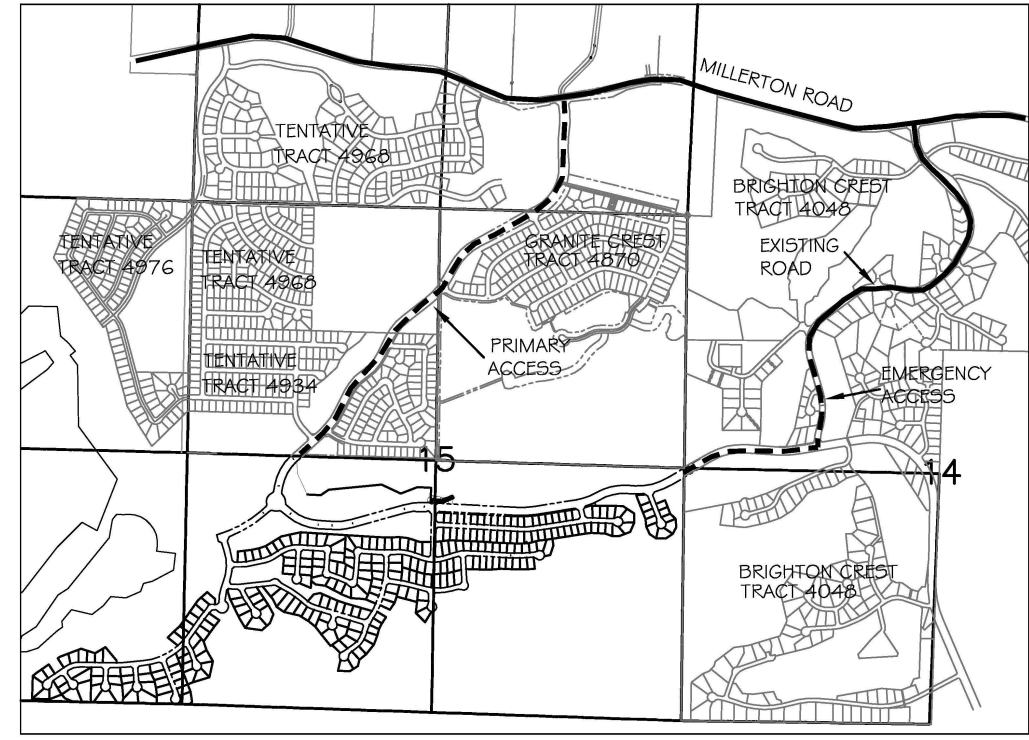 MILLERTON ROAD
TENTATIVE
TRACT 4968
BRIGHTON CREST
TRACT 4048
TENTATIVE
TRACT 4976
TENTATIVE
TRACT 4968
GRANITE CREST
TRACT 4870
EXISTING
ROAD
PRIMARY
ACCESS
TENTATIVE
TRACT 4934
EMERGENCY
ACCESS
15
14
BRIGHTON CREST
TRACT 4048